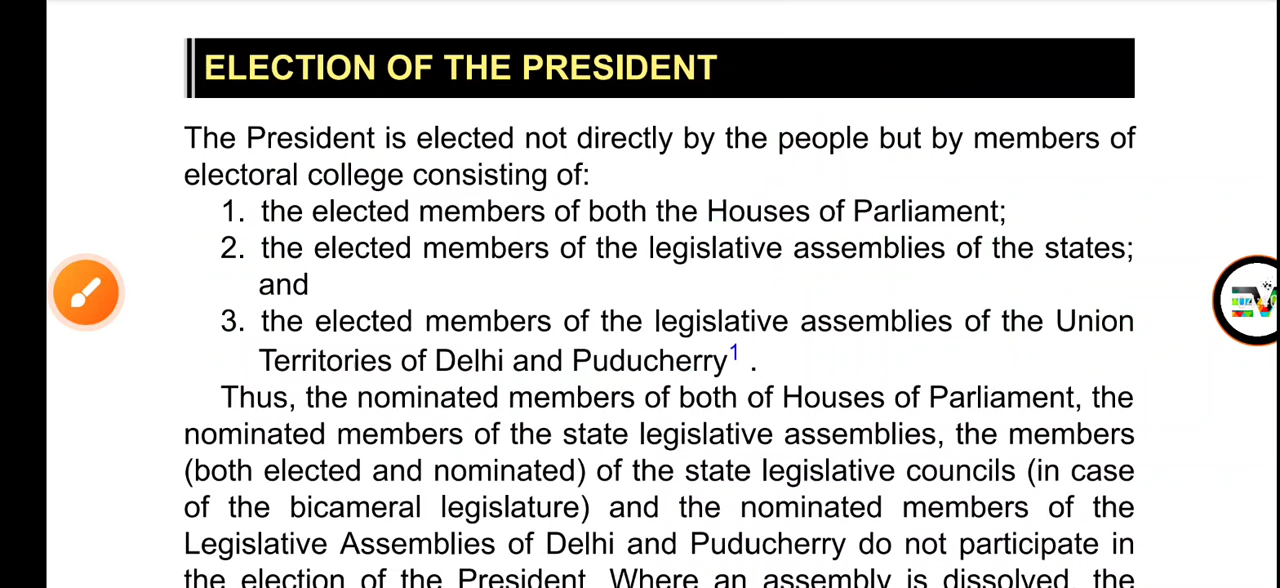 ELECTION OF THE PRESIDENT
The President is elected not directly by the people but by members of
electoral college consisting of:
1. the elected members of both the Houses of Parliament;
2. the elected members of the legislative assemblies of the states;
and
3. the elected members of the legislative assemblies of the Union
Territories of Delhi and Puducherry1 .
Thus, the nominated members of both of Houses of Parliament, the
nominated members of the state legislative assemblies, the members
(both elected and nominated) of the state legislative councils (in case
of the bicameral legislature) and the nominated members of the
Legislative Assemblies of Delhi and Puducherry do not participate in
the election of the President. Where an assembly is dissolved, the